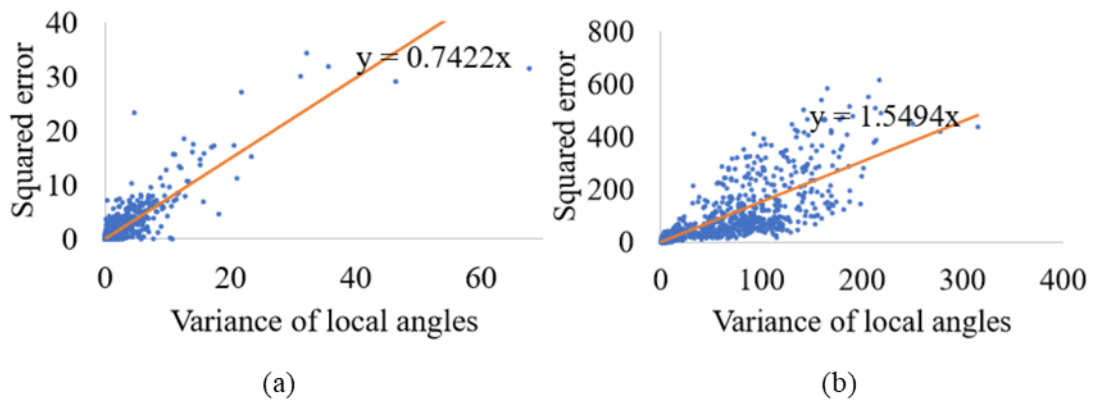 40
30
20
10
0
Squared error
y = 0.7422x
0 20 40 60
Variance of local angles
(a)
800
600
400
200
0
Squared error
y = 1.5494x
0 100 200 300 400
Variance of local angles
(b)